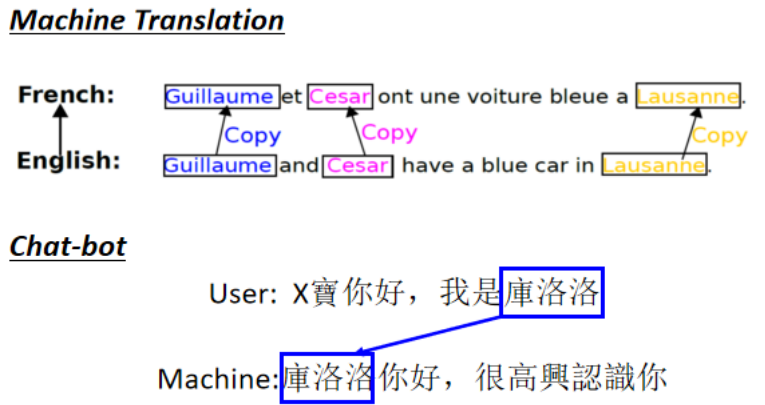 Machine Translation
French: Guillaume et Cesar ont une voiture bleue a Lausanne.
Copy Copy Copy
English: Guillaume and Cesar have a blue car in Lausanne.
Chat-bot
User: X寶你好，我是庫洛洛
Machine:庫洛洛你好，很高興認識你